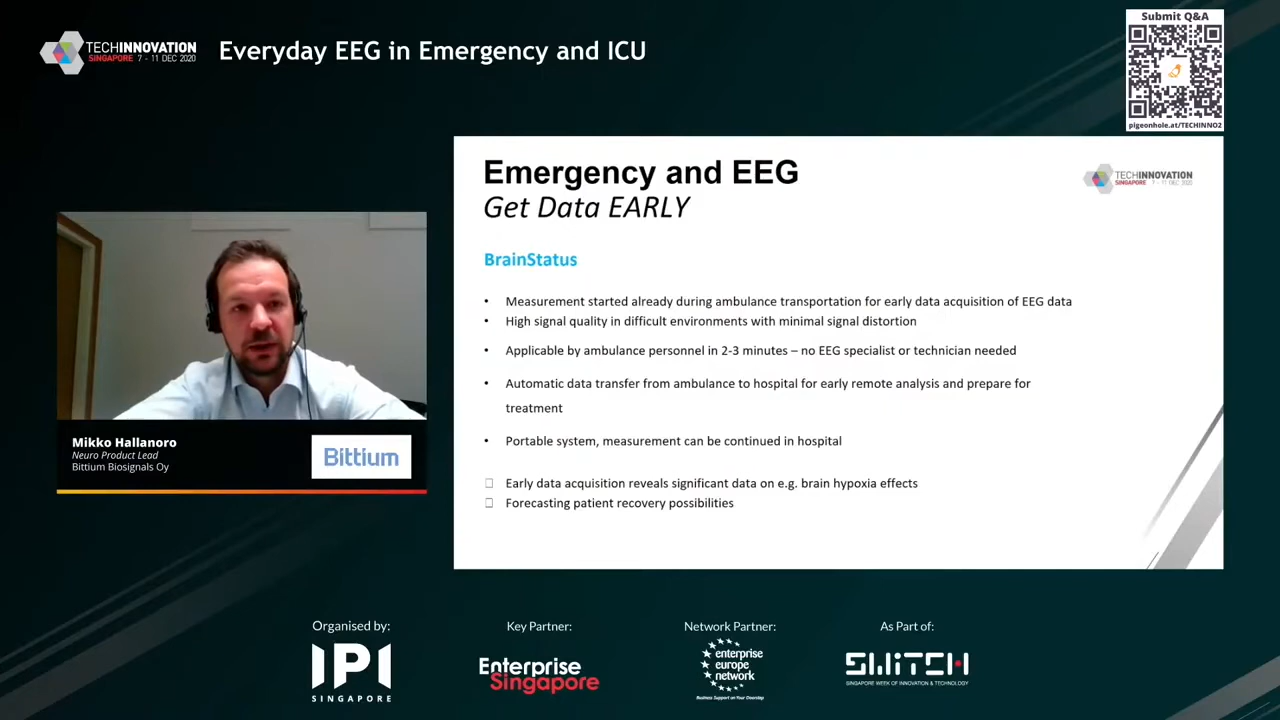 TECHINNOVATION
SINGAPORE 7 - 11 DEC 2020
Everyday EEG in Emergency and ICU
Submit Q&A
pigeonhole.at/TECHINNO2
Emergency and EEG
Get Data EARLY
TECHINNOVATION
SINGAPORE 7 - 11 DEC 2020
BrainStatus
• Measurement started already during ambulance transportation for early data acquisition of EEG data
• High signal quality in difficult environments with minimal signal distortion
• Applicable by ambulance personnel in 2-3 minutes – no EEG specialist or technician needed
• Automatic data transfer from ambulance to hospital for early remote analysis and prepare for
treatment
• Portable system, measurement can be continued in hospital
Early data acquisition reveals significant data on e.g. brain hypoxia effects
Forecasting patient recovery possibilities
Mikko Hallanoro
Neuro Product Lead
Bittium Biosignals Oy
Bittium
Organised by:
IPI
SINGAPORE
Key Partner:
Enterprise
Singapore
Network Partner:
enterprise
europe
network
Business Support on Your Doorstep
As Part of:
SWITCH
SINGAPORE WEEK OF INNOVATION & TECHNOLOGY